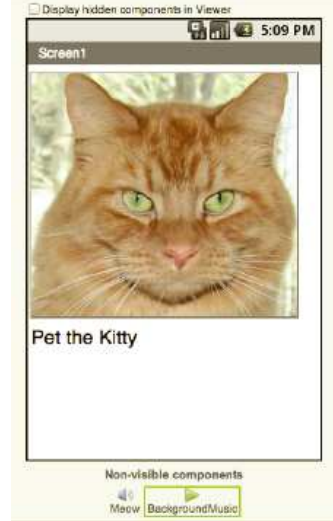 Display hidden components in Viewer
5:09 PM
Screen1
Pet the Kitty
Non-visible components
Meow BackgroundMusic